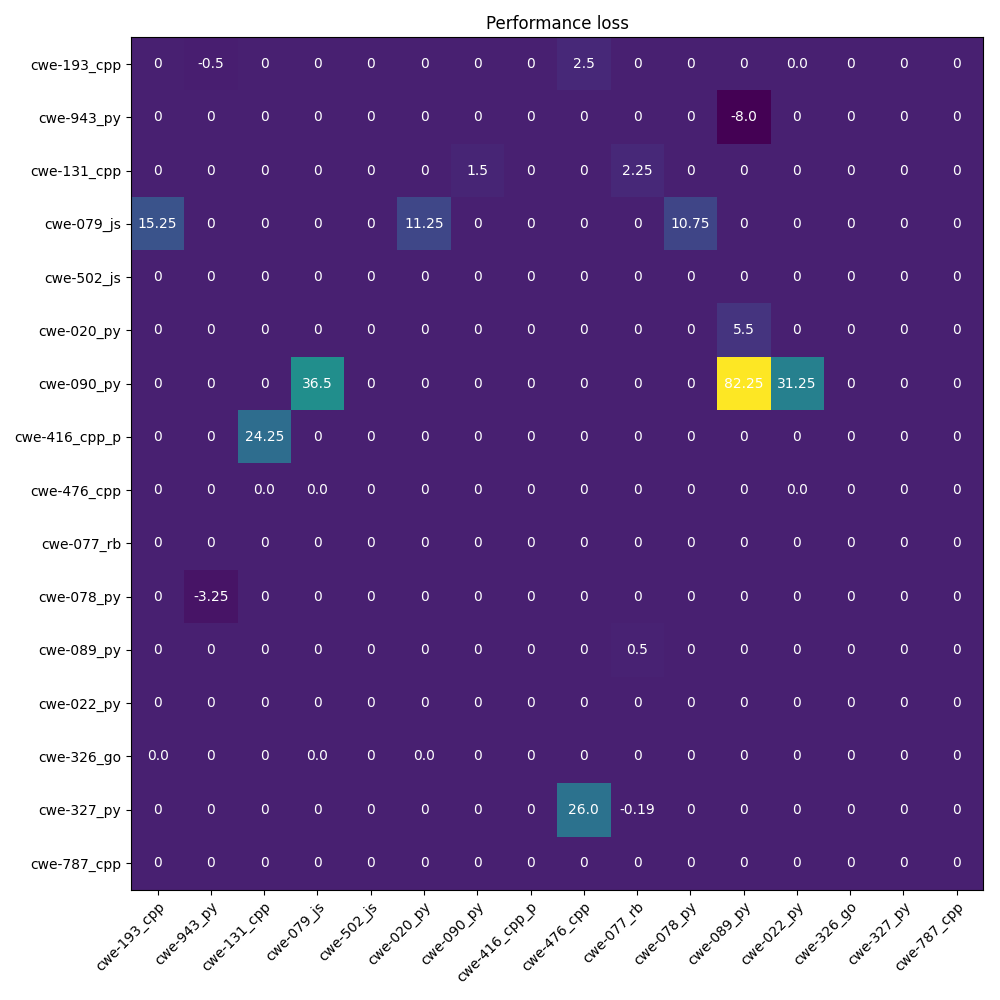 Performance loss
cwe-193_cpp 0 -0.5 0 0 0 0 0 0 2.5 0 0 0 0.0 0 0 0
cwe-943_py 0 0 0 0 0 0 0 0 0 0 0 -8.0 0 0 0 0
cwe-131_cpp 0 0 0 0 0 0 1.5 0 0 2.25 0 0 0 0 0 0
cwe-079_js 15.25 0 0 0 0 11.25 0 0 0 0 10.75 0 0 0 0 0
cwe-502_js 0 0 0 0 0 0 0 0 0 0 0 0 0 0 0 0
cwe-020_py 0 0 0 0 0 0 0 0 0 0 0 5.5 0 0 0 0
cwe-090_py 0 0 0 36.5 0 0 0 0 0 0 0 82.25 31.25 0 0 0
cwe-416_cpp_p 0 0 24.25 0 0 0 0 0 0 0 0 0 0 0 0 0
cwe-476_cpp 0 0 0.0 0.0 0 0 0 0 0 0 0 0 0.0 0 0 0
cwe-077_rb 0 0 0 0 0 0 0 0 0 0 0 0 0 0 0 0
cwe-078_py 0 -3.25 0 0 0 0 0 0 0 0 0 0 0 0 0 0
cwe-089_py 0 0 0 0 0 0 0 0 0 0.5 0 0 0 0 0 0
cwe-022_py 0 0 0 0 0 0 0 0 0 0 0 0 0 0 0 0
cwe-326_go 0.0 0 0 0.0 0 0.0 0 0 0 0 0 0 0 0 0 0
cwe-327_py 0 0 0 0 0 0 0 0 26.0 -0.19 0 0 0 0 0 0
cwe-787_cpp 0 0 0 0 0 0 0 0 0 0 0 0 0 0 0 0
cwe-193_cpp cwe-943_py cwe-131_cpp cwe-079_js cwe-502_js cwe-020_py cwe-090_py cwe-416_cpp_p cwe-476_cpp cwe-077_rb cwe-078_py cwe-089_py cwe-022_py cwe-326_go cwe-327_py cwe-787_cpp